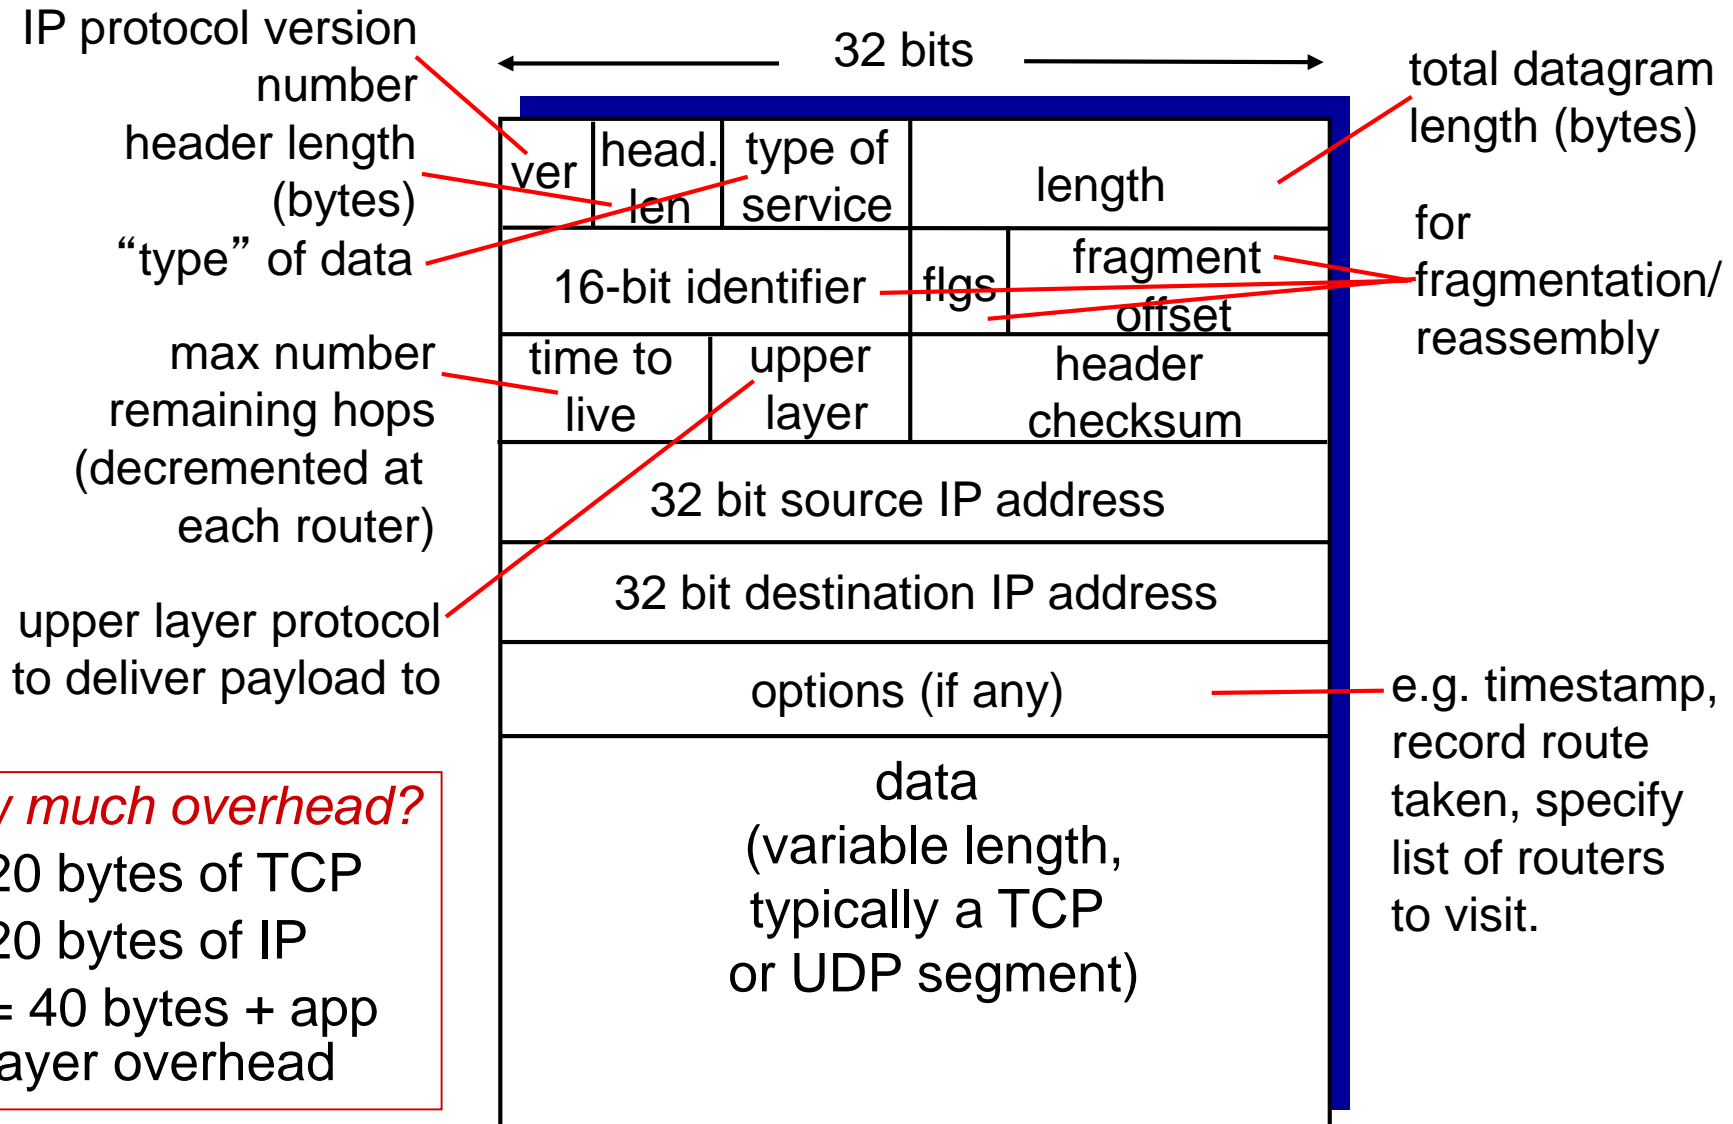 IP protocol version
number
header length
(bytes)
“type” of data
max number
remaining hops
(decremented at
each router)
upper layer protocol
to deliver payload to
much overhead?
20 bytes of TCP
20 bytes of IP
= 40 bytes + app
overhead
32 bits
ver
head.
len
type of
service
length
16-bit identifier
flgs
fragment
offset
time to
live
upper
layer
header
checksum
32 bit source IP address
32 bit destination IP address
options (if any)
data
(variable length,
typically a TCP
or UDP segment)
total datagram
length (bytes)
for
fragmentation/
reassembly
e.g. timestamp,
record route
taken, specify
list of routers
to visit.